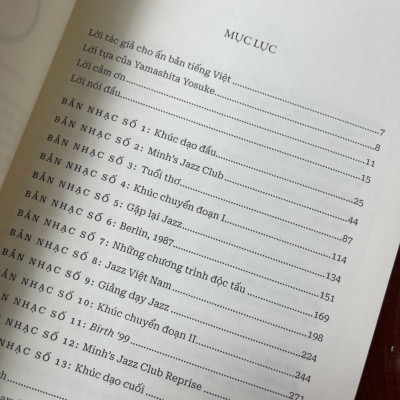 MỤC LỤC
Lời tác giả cho ấn bản tiếng Việt 7
Lời tựa của Yamashita Yosuke 8
Lời cảm ơn 11
Lời nói đầu 15
BẢN NHẠC SỐ 1: Khúc dạo đầu 25
BẢN NHẠC SỐ 2: Minh's Jazz Club 44
BẢN NHẠC SỐ 3: Tuổi thơ 87
BẢN NHẠC SỐ 4: Khúc chuyển đoạn I 114
BẢN NHẠC SỐ 5: Gặp lại Jazz 134
BẢN NHẠC SỐ 6: Berlin, 1987 151
BẢN NHẠC SỐ 7: Những chương trình độc tấu 169
BẢN NHẠC SỐ 8: Jazz Việt Nam 198
BẢN NHẠC SỐ 9: Giảng dạy Jazz 224
BẢN NHẠC SỐ 10: Khúc chuyển đoạn II 244
BẢN NHẠC SỐ 11: Birth '99 271
NHẠC SỐ 12: Minh's Jazz Club Reprise
NHẠC SỐ 13: Khúc dạo cuối